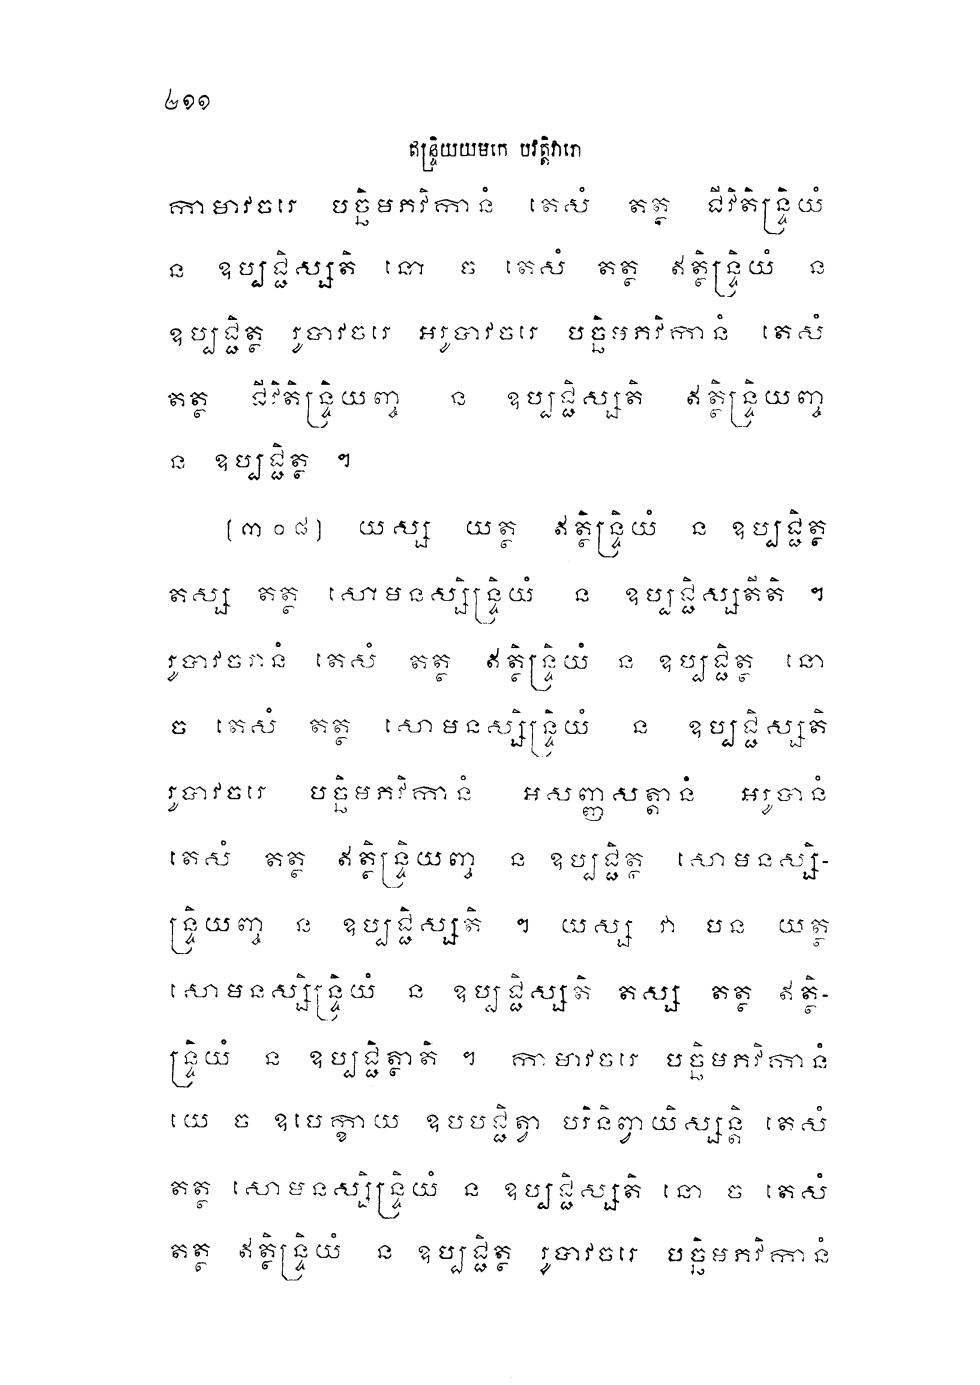 ៤១១
ឥន្ទ្រិយយមកេ បវត្តិវារោ
កាមាវចរេ បច្ឆិមភវិកានំ តេសំ តត្ថ ជីវិតិន្ទ្រិយំ
ន ឧប្បជ្ជិស្សតិ នោ ច តេសំ តត្ថ ឥត្ថិន្ទ្រិយំ ន
ឧប្បជ្ជិត្ថ រូបាវចរេ អរូបាវចរេ បច្ឆិមភវិកានំ តេសំ
តត្ថ ជីវិតិន្ទ្រិយញ្ច ន ឧប្បជ្ជិស្សតិ ឥត្ថិន្ទ្រិយញ្ច
ន ឧប្បជ្ជិត្ថ ។
[៣០៨] យស្ស យត្ថ ឥត្ថិន្ទ្រិយំ ន ឧប្បជ្ជិត្ថ
តស្ស តត្ថ សោមនស្សិន្ទ្រិយំ ន ឧប្បជ្ជិស្សតីតិ ។
រូបាវចរានំ តេសំ តត្ថ ឥត្ថិន្ទ្រិយំ ន ឧប្បជ្ជិត្ថ នោ
ច តេសំ តត្ថ សោមនស្សិន្ទ្រិយំ ន ឧប្បជ្ជិស្សតិ
រូបាវចរេ បច្ឆិមភវិកានំ អសញ្ញសត្តានំ អរូបានំ
តេសំ តត្ថ ឥត្ថិន្ទ្រិយញ្ច ន ឧប្បជ្ជិត្ថ សោមនស្សិ-
ន្ទ្រិយញ្ច ន ឧប្បជ្ជិស្សតិ ។ យស្ស វា បន យត្ថ
សោមនស្សិន្ទ្រិយំ ន ឧប្បជ្ជិស្សតិ តស្ស តត្ថ ឥត្ថិ-
ន្ទ្រិយំ ន ឧប្បជ្ជិត្ថាតិ ។ កាមាវចរេ បច្ឆិមភវិកានំ
យេ ច ឧបេក្ខាយ ឧបបជ្ជិត្វា បរិនិព្វាយិស្សន្តិ តេសំ
តត្ថ សោមនស្សិន្ទ្រិយំ ន ឧប្បជ្ជិស្សតិ នោ ច តេសំ
តត្ថ ឥត្ថិន្ទ្រិយំ ន ឧប្បជ្ជិត្ថ រូបាវចរេ បច្ឆិមភវិកានំ